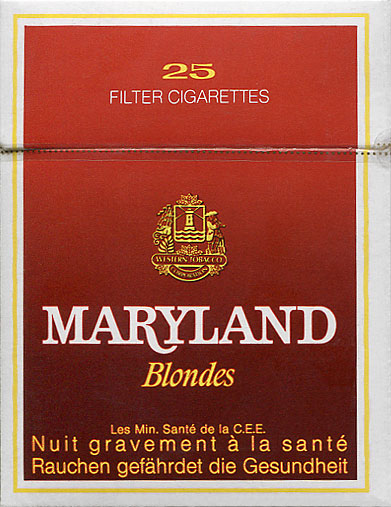 25
FILTER CIGARETTES
WESTERN TOBACCO
CORPORATION
MARYLAND
Blondes
Les Min. Santé de la C.E.E.
Nuit gravement à la santé
Rauchen gefährdet die Gesundheit